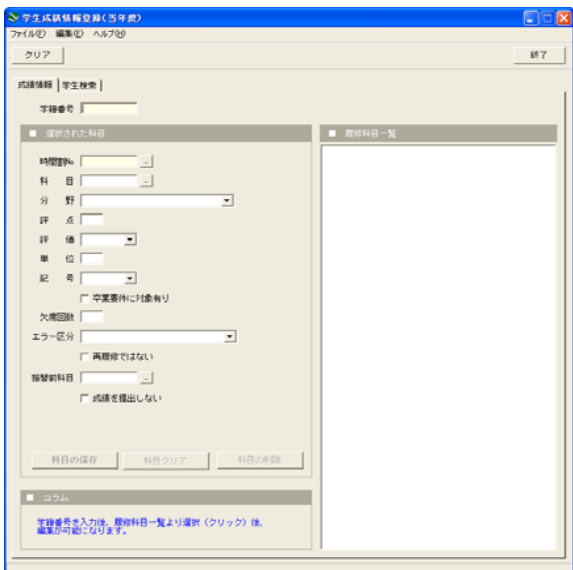 学生成績情報登録(当年度)
ファイル(F) 編集(E) ヘルプ(H)
クリア 終了
成績情報 学生検索
学籍番号
■ 選択された科目 ■ 履修科目一覧
時間割No. ...
科 目 ...
分 野
評 点
評 価
単 位
記 号
卒業要件に対象有り
欠席回数
エラー区分
再履修ではない
振替前科目 ...
成績を提出しない
科目の保存 科目クリア 科目の削除
■ コラム
学籍番号を入力後、履修科目一覧より選択（クリック）後、
編集が可能になります。